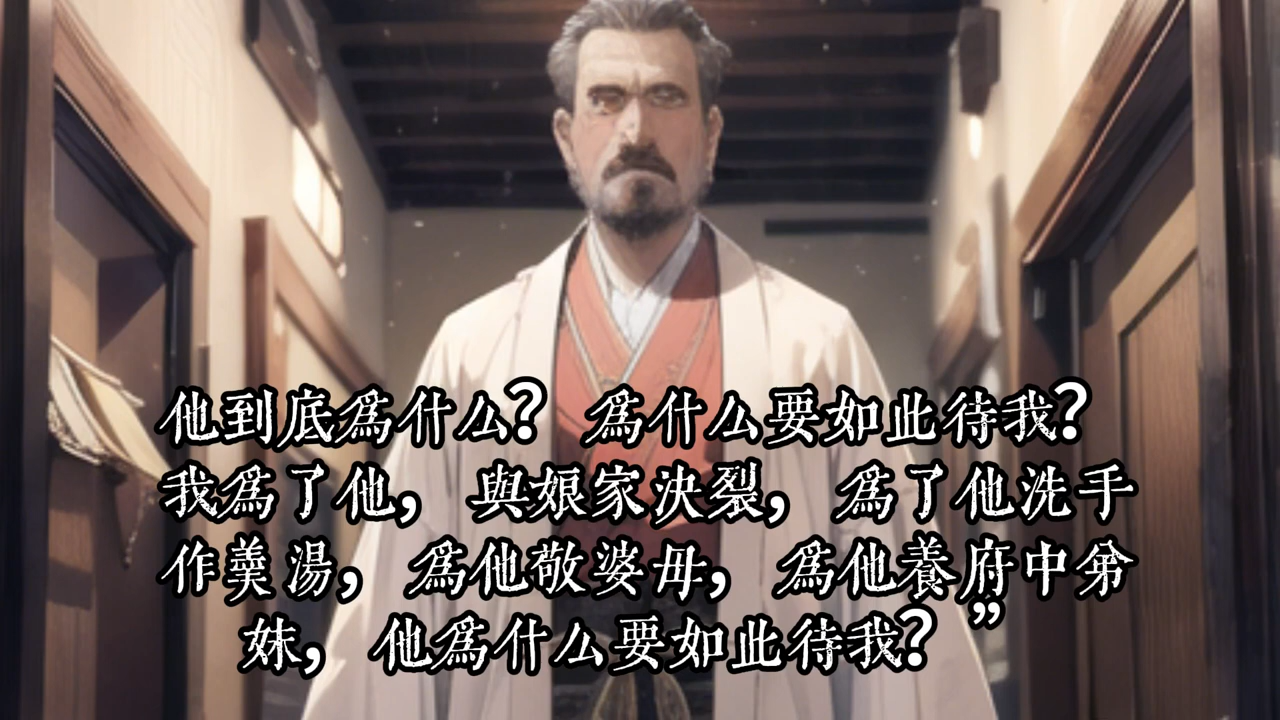 他到底爲什么？ 爲什么要如此待我？
我爲了他， 與娘家決裂， 爲了他洗手
作羹湯， 爲他敬婆母， 爲他養府中弟
妹， 他爲什么要如此待我？”